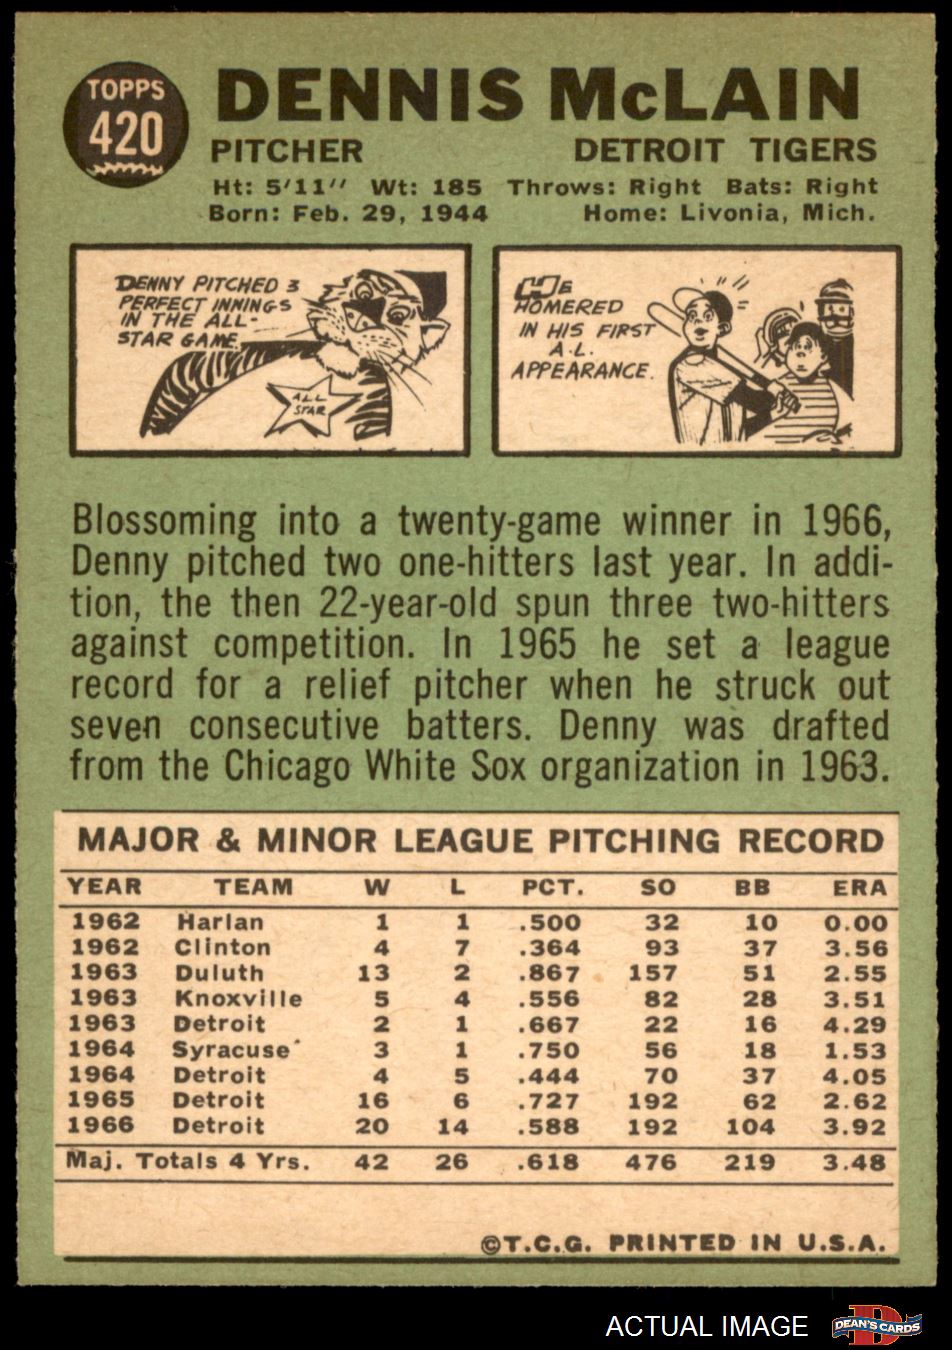 TOPPS
420
DENNIS McLAIN
PITCHER DETROIT TIGERS
Ht: 5'11" Wt: 185 Throws: Right Bats: Right
Born: Feb. 29, 1944 Home: Livonia, Mich.
DENNY PITCHED 3
PERFECT INNINGS
IN THE ALL-
STAR GAME.
ALL
STAR
HE
HOMERED
IN HIS FIRST
A.L.
APPEARANCE.
Blossoming into a twenty-game winner in 1966,
Denny pitched two one-hitters last year. In addi-
tion, the then 22-year-old spun three two-hitters
against competition. In 1965 he set a league
record for a relief pitcher when he struck out
seven consecutive batters. Denny was drafted
from the Chicago White Sox organization in 1963.
MAJOR & MINOR LEAGUE PITCHING RECORD
YEAR TEAM W L PCT. SO BB ERA
1962 Harlan 1 1 .500 32 10 0.00
1962 Clinton 4 7 .364 93 37 3.56
1963 Duluth 13 2 .867 157 51 2.55
1963 Knoxville 5 4 .556 82 28 3.51
1963 Detroit 2 1 .667 22 16 4.29
1964 Syracuse 3 1 .750 56 18 1.53
1964 Detroit 4 5 .444 70 37 4.05
1965 Detroit 16 6 .727 192 62 2.62
1966 Detroit 20 14 .588 192 104 3.92
Maj. Totals 4 Yrs. 42 26 .618 476 219 3.48
©T.C.G. PRINTED IN U.S.A.
ACTUAL IMAGE
D
DEAN'S CARDS